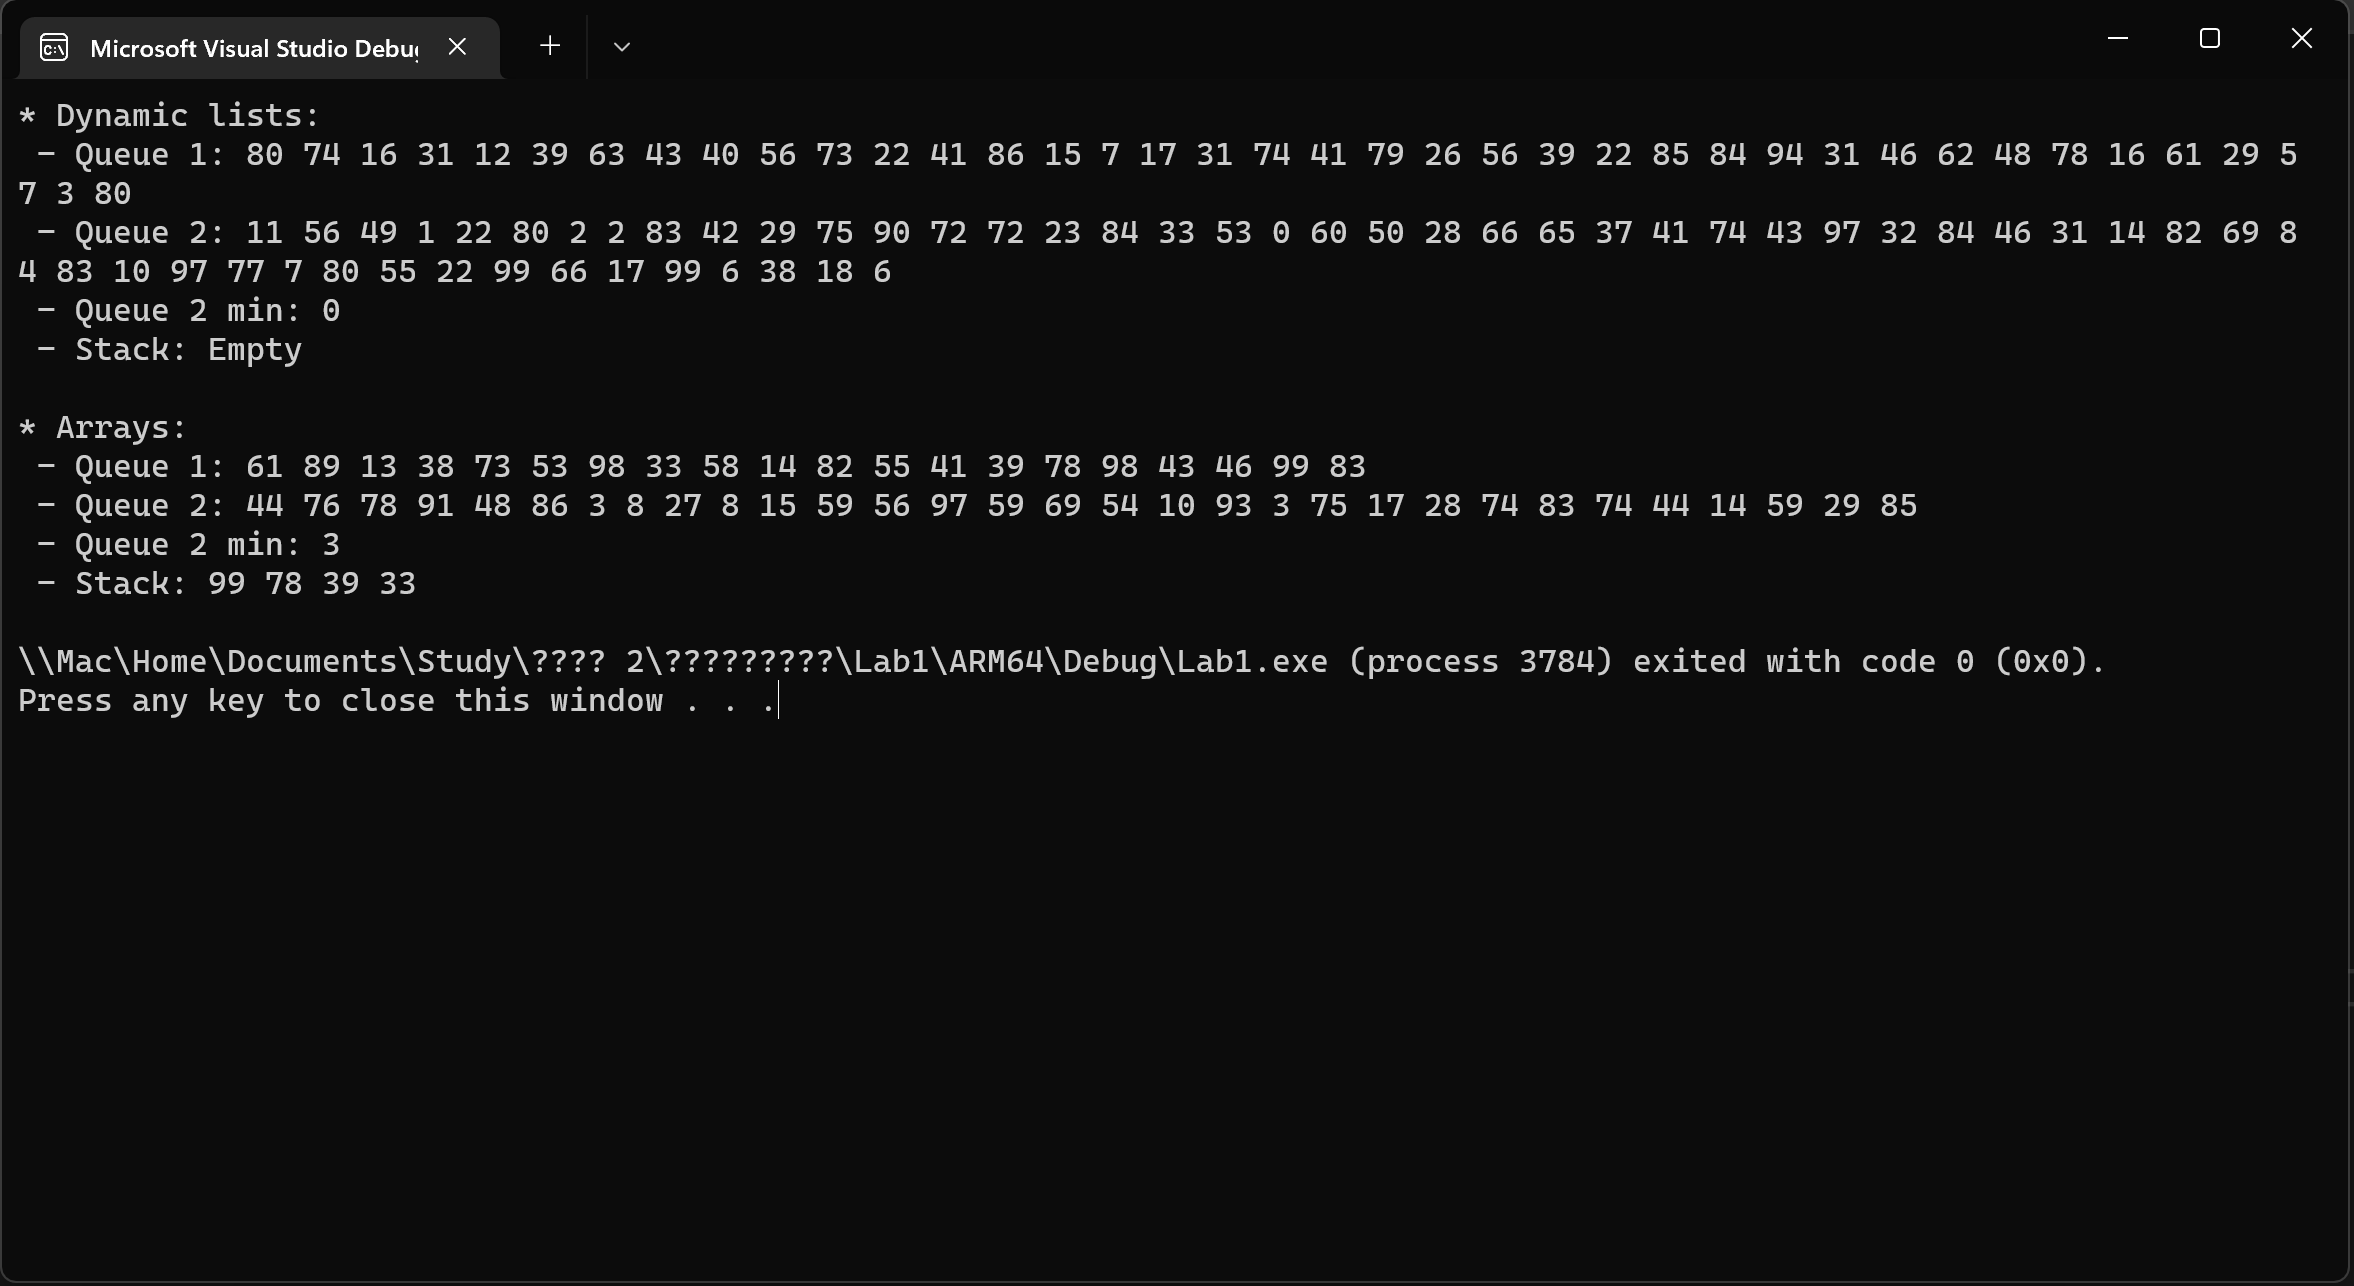 Microsoft Visual Studio Debu
* Dynamic lists:
 - Queue 1: 80 74 16 31 12 39 63 43 40 56 73 22 41 86 15 7 17 31 74 41 79 26 56 39 22 85 84 94 31 46 62 48 78 16 61 29 5
7 3 80
 - Queue 2: 11 56 49 1 22 80 2 2 83 42 29 75 90 72 72 23 84 33 53 0 60 50 28 66 65 37 41 74 43 97 32 84 46 31 14 82 69 8
4 83 10 97 77 7 80 55 22 99 66 17 99 6 38 18 6
 - Queue 2 min: 0
 - Stack: Empty

* Arrays:
 - Queue 1: 61 89 13 38 73 53 98 33 58 14 82 55 41 39 78 98 43 46 99 83
 - Queue 2: 44 76 78 91 48 86 3 8 27 8 15 59 56 97 59 69 54 10 93 3 75 17 28 74 83 74 44 14 59 29 85
 - Queue 2 min: 3
 - Stack: 99 78 39 33

\\Mac\Home\Documents\Study\???? 2\?????????\Lab1\ARM64\Debug\Lab1.exe (process 3784) exited with code 0 (0x0).
Press any key to close this window . . .